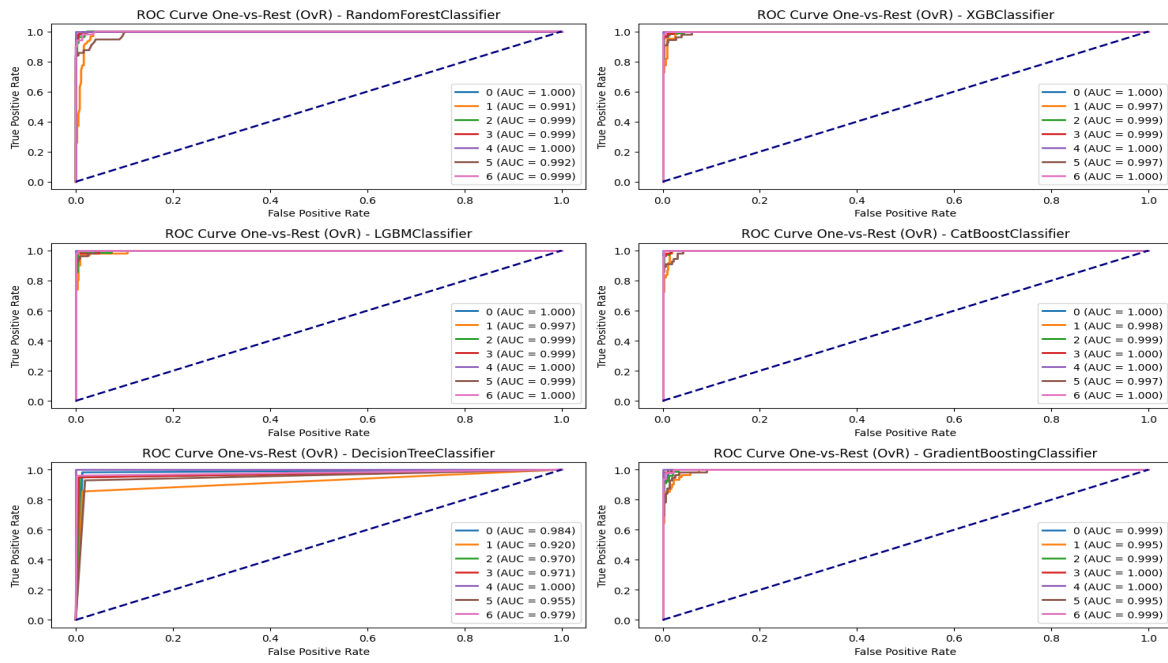 ROC Curve One-vs-Rest (OvR) - RandomForestClassifier
True Positive Rate
1.0
0.8
0.6
0.4
0.2
0.0
0 (AUC = 1.000)
1 (AUC = 0.991)
2 (AUC = 0.999)
3 (AUC = 0.999)
4 (AUC = 1.000)
5 (AUC = 0.992)
6 (AUC = 0.999)
0.0 0.2 0.4 0.6 0.8 1.0
False Positive Rate
ROC Curve One-vs-Rest (OvR) - XGBClassifier
True Positive Rate
1.0
0.8
0.6
0.4
0.2
0.0
0 (AUC = 1.000)
1 (AUC = 0.997)
2 (AUC = 0.999)
3 (AUC = 0.999)
4 (AUC = 1.000)
5 (AUC = 0.997)
6 (AUC = 1.000)
0.0 0.2 0.4 0.6 0.8 1.0
False Positive Rate
ROC Curve One-vs-Rest (OvR) - LGBMClassifier
True Positive Rate
1.0
0.8
0.6
0.4
0.2
0.0
0 (AUC = 1.000)
1 (AUC = 0.997)
2 (AUC = 0.999)
3 (AUC = 0.999)
4 (AUC = 1.000)
5 (AUC = 0.999)
6 (AUC = 1.000)
0.0 0.2 0.4 0.6 0.8 1.0
False Positive Rate
ROC Curve One-vs-Rest (OvR) - CatBoostClassifier
True Positive Rate
1.0
0.8
0.6
0.4
0.2
0.0
0 (AUC = 1.000)
1 (AUC = 0.998)
2 (AUC = 0.999)
3 (AUC = 1.000)
4 (AUC = 1.000)
5 (AUC = 0.997)
6 (AUC = 1.000)
0.0 0.2 0.4 0.6 0.8 1.0
False Positive Rate
ROC Curve One-vs-Rest (OvR) - DecisionTreeClassifier
True Positive Rate
1.0
0.8
0.6
0.4
0.2
0.0
0 (AUC = 0.984)
1 (AUC = 0.920)
2 (AUC = 0.970)
3 (AUC = 0.971)
4 (AUC = 1.000)
5 (AUC = 0.955)
6 (AUC = 0.979)
0.0 0.2 0.4 0.6 0.8 1.0
False Positive Rate
ROC Curve One-vs-Rest (OvR) - GradientBoostingClassifier
True Positive Rate
1.0
0.8
0.6
0.4
0.2
0.0
0 (AUC = 0.999)
1 (AUC = 0.995)
2 (AUC = 0.999)
3 (AUC = 1.000)
4 (AUC = 1.000)
5 (AUC = 0.995)
6 (AUC = 0.999)
0.0 0.2 0.4 0.6 0.8 1.0
False Positive Rate